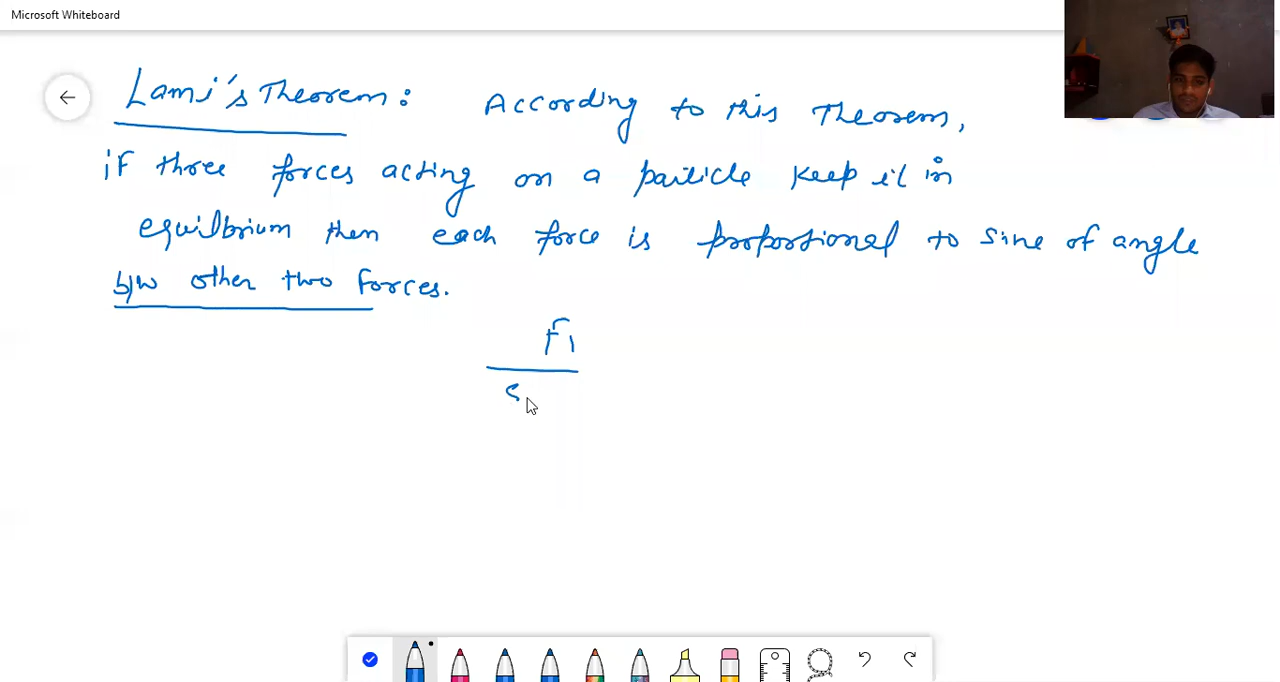 Microsoft Whiteboard
Lami's Theorem: According to this Theorem,
if three forces acting on a particle keep it in
equilbrium then each force is proportional to sine of angle
b/w other two forces.
F1
s